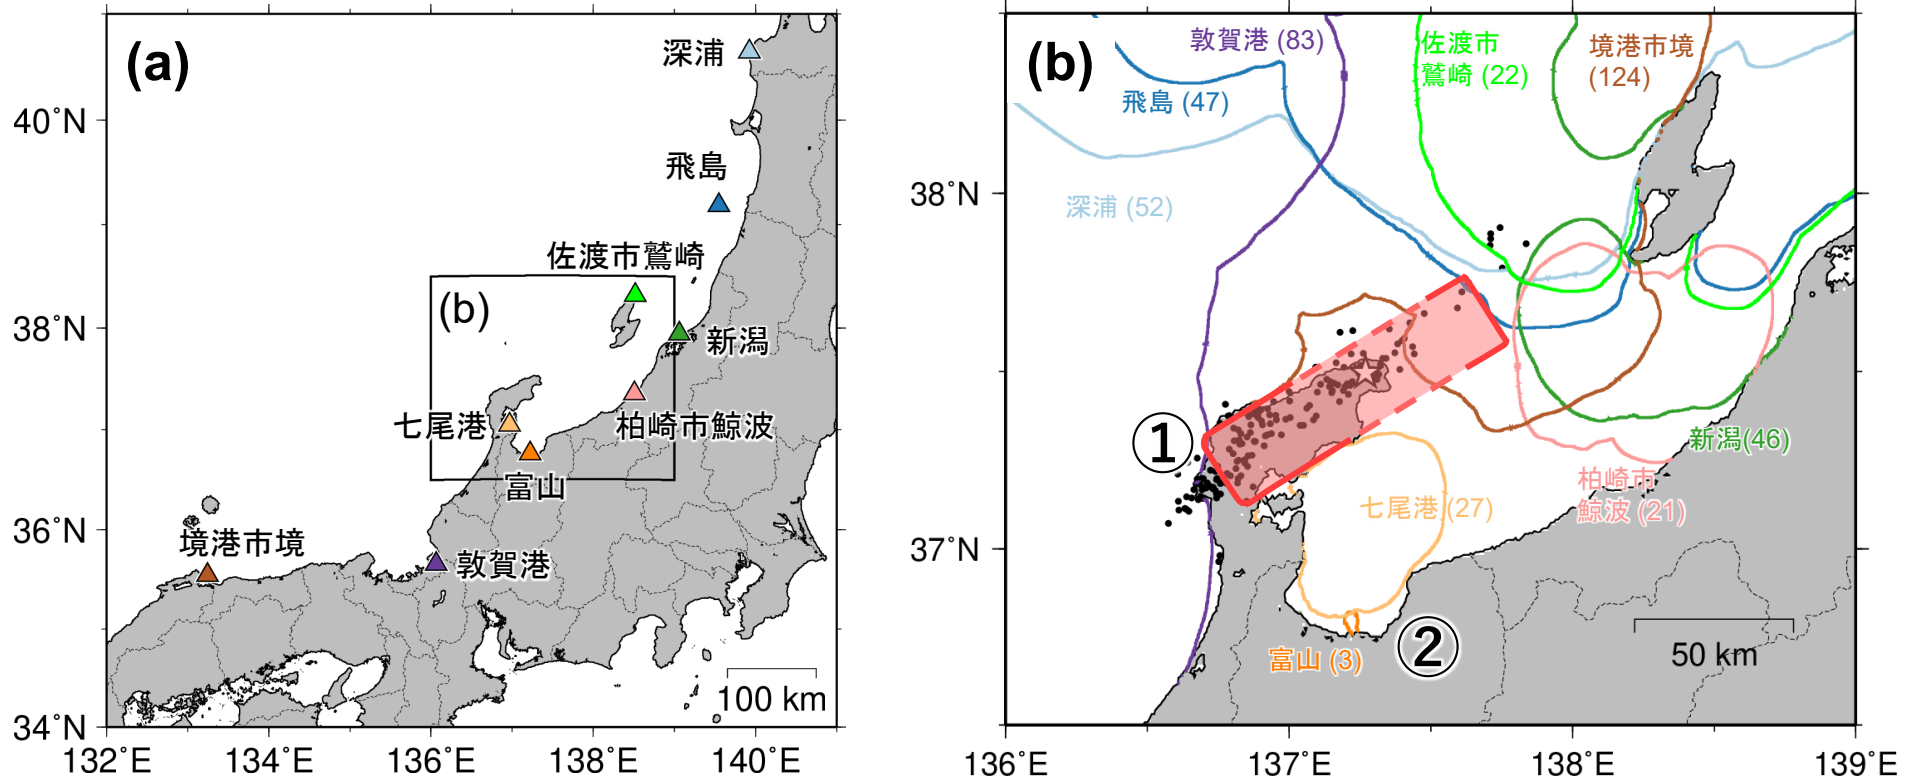 (a)
深浦
40°N
飛島
佐渡市鷲崎
(b)
38°N
新潟
七尾港
柏崎市鯨波
富山
36°N
境港市境
敦賀港
100 km
34°N
132°E
134°E
136°E
138°E
140°E
(b)
敦賀港 (83)
佐渡市
鷲崎 (22)
境港市境
(124)
飛島 (47)
38°N
深浦 (52)
①
新潟(46)
柏崎市
鯨波 (21)
七尾港 (27)
37°N
②
富山 (3)
50 km
136°E
137°E
138°E
139°E